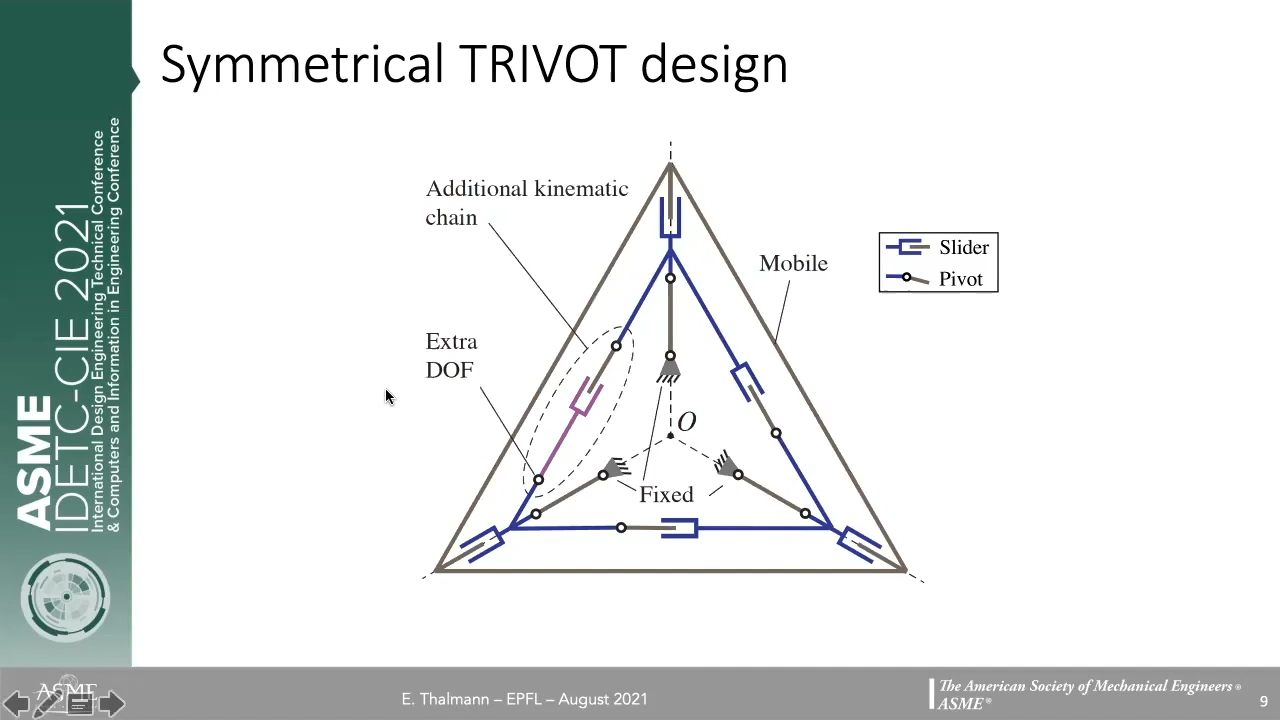 Symmetrical TRIVOT design
Additional kinematic
chain
Mobile
Slider
Pivot
Extra
DOF
O
Fixed
ASME
IDETC-CIE 2021
International Design Engineering Technical Conference
& Computers and Information in Engineering Conference
ASME
E. Thalmann – EPFL – August 2021
The American Society of Mechanical Engineers ®
ASME®
9